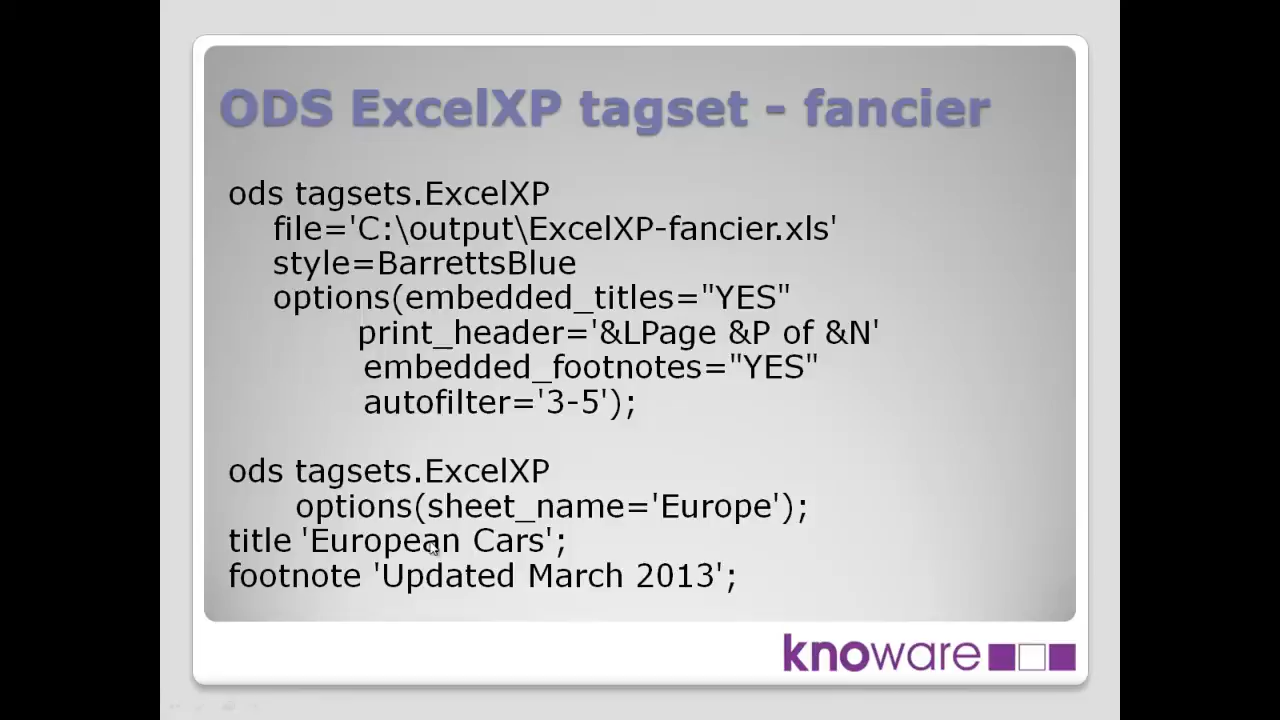 ODS ExcelXP tagset - fancier
ods tagsets.ExcelXP
file='C:\output\ExcelXP-fancier.xls'
style=BarrettsBlue
options(embedded_titles="YES"
print_header='&LPage &P of &N'
embedded_footnotes="YES"
autofilter='3-5');
ods tagsets.ExcelXP
options(sheet_name='Europe');
title 'European Cars';
footnote 'Updated March 2013';
knoware